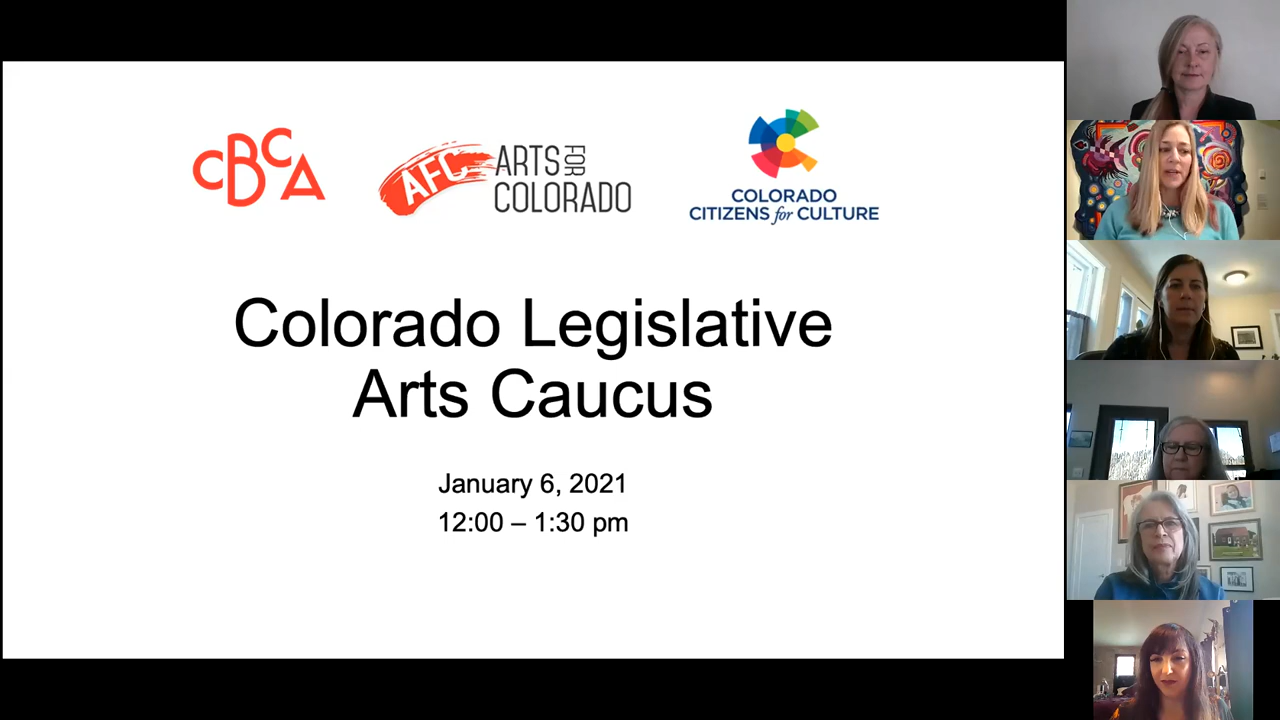 CBCA
AFC ARTS FOR
COLORADO
COLORADO
CITIZENS for CULTURE
Colorado Legislative
Arts Caucus
January 6, 2021
12:00 – 1:30 pm